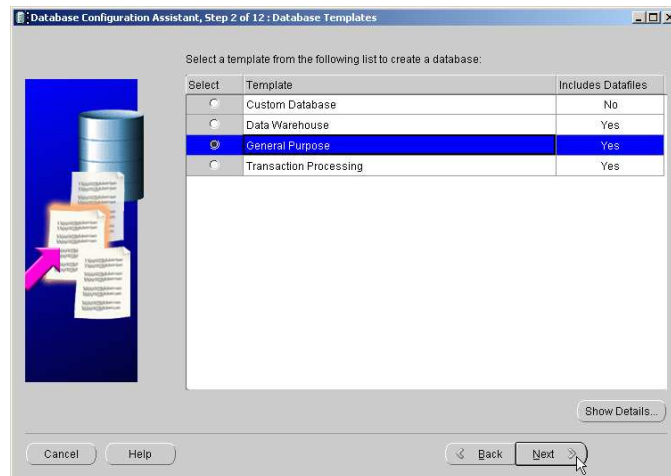 Database Configuration Assistant, Step 2 of 12 : Database Templates
Select a template from the following list to create a database:
Select Template Includes Datafiles
Custom Database No
Data Warehouse Yes
General Purpose Yes
Transaction Processing Yes
Show Details...
Cancel Help Back Next